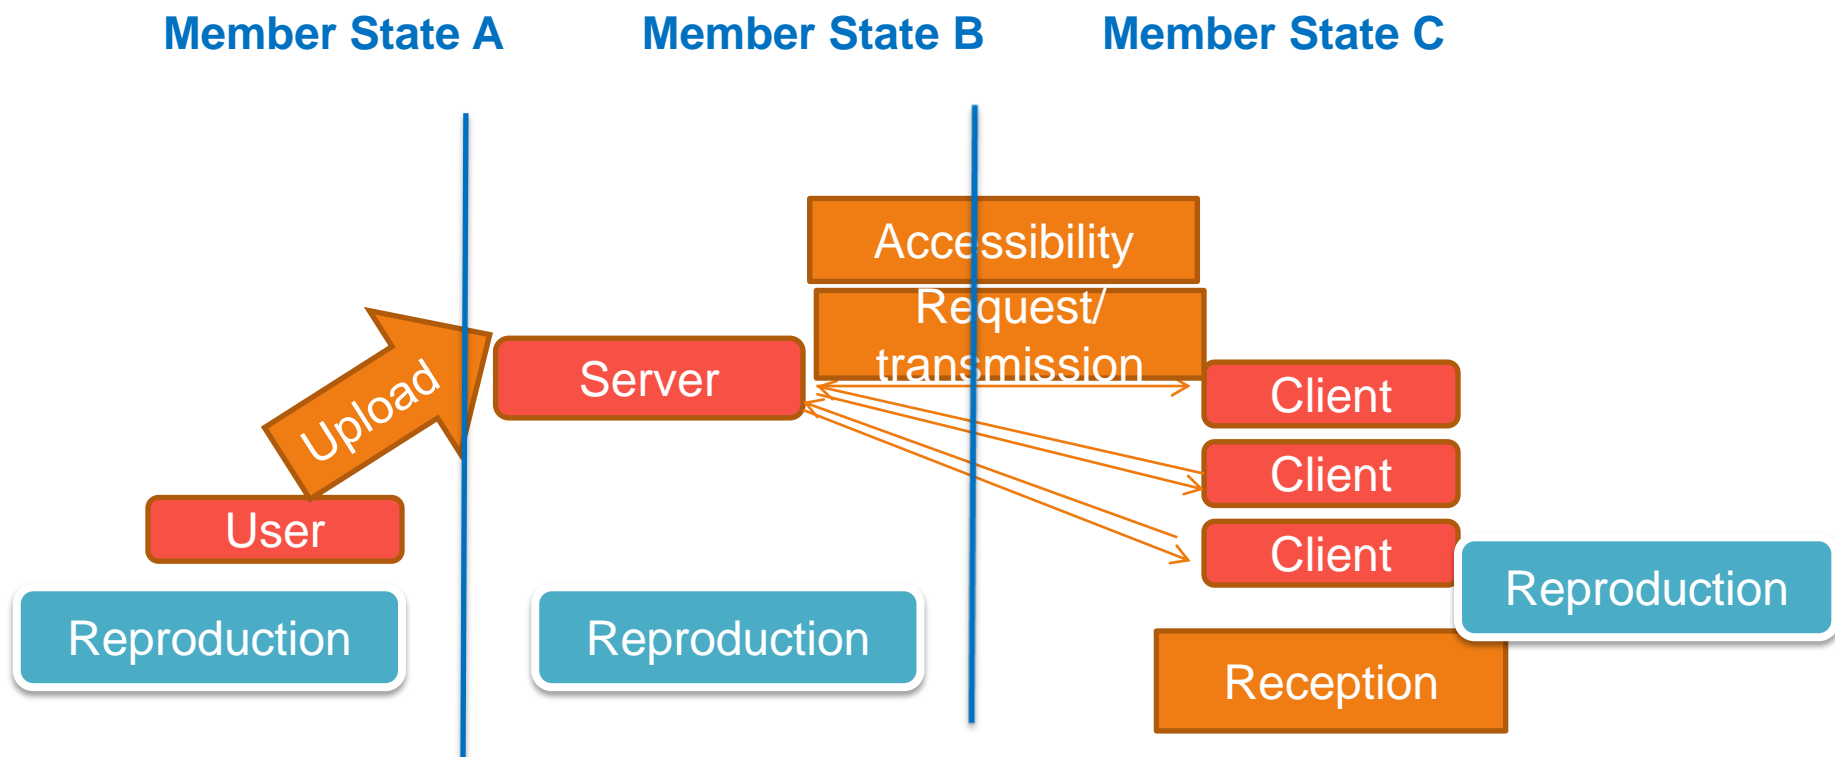 Member State A
Member State B
Member State C
Accessibility
Request/
transmission
Upload
Server
Client
Client
User
Client
Reproduction
Reproduction
Reproduction
Reception